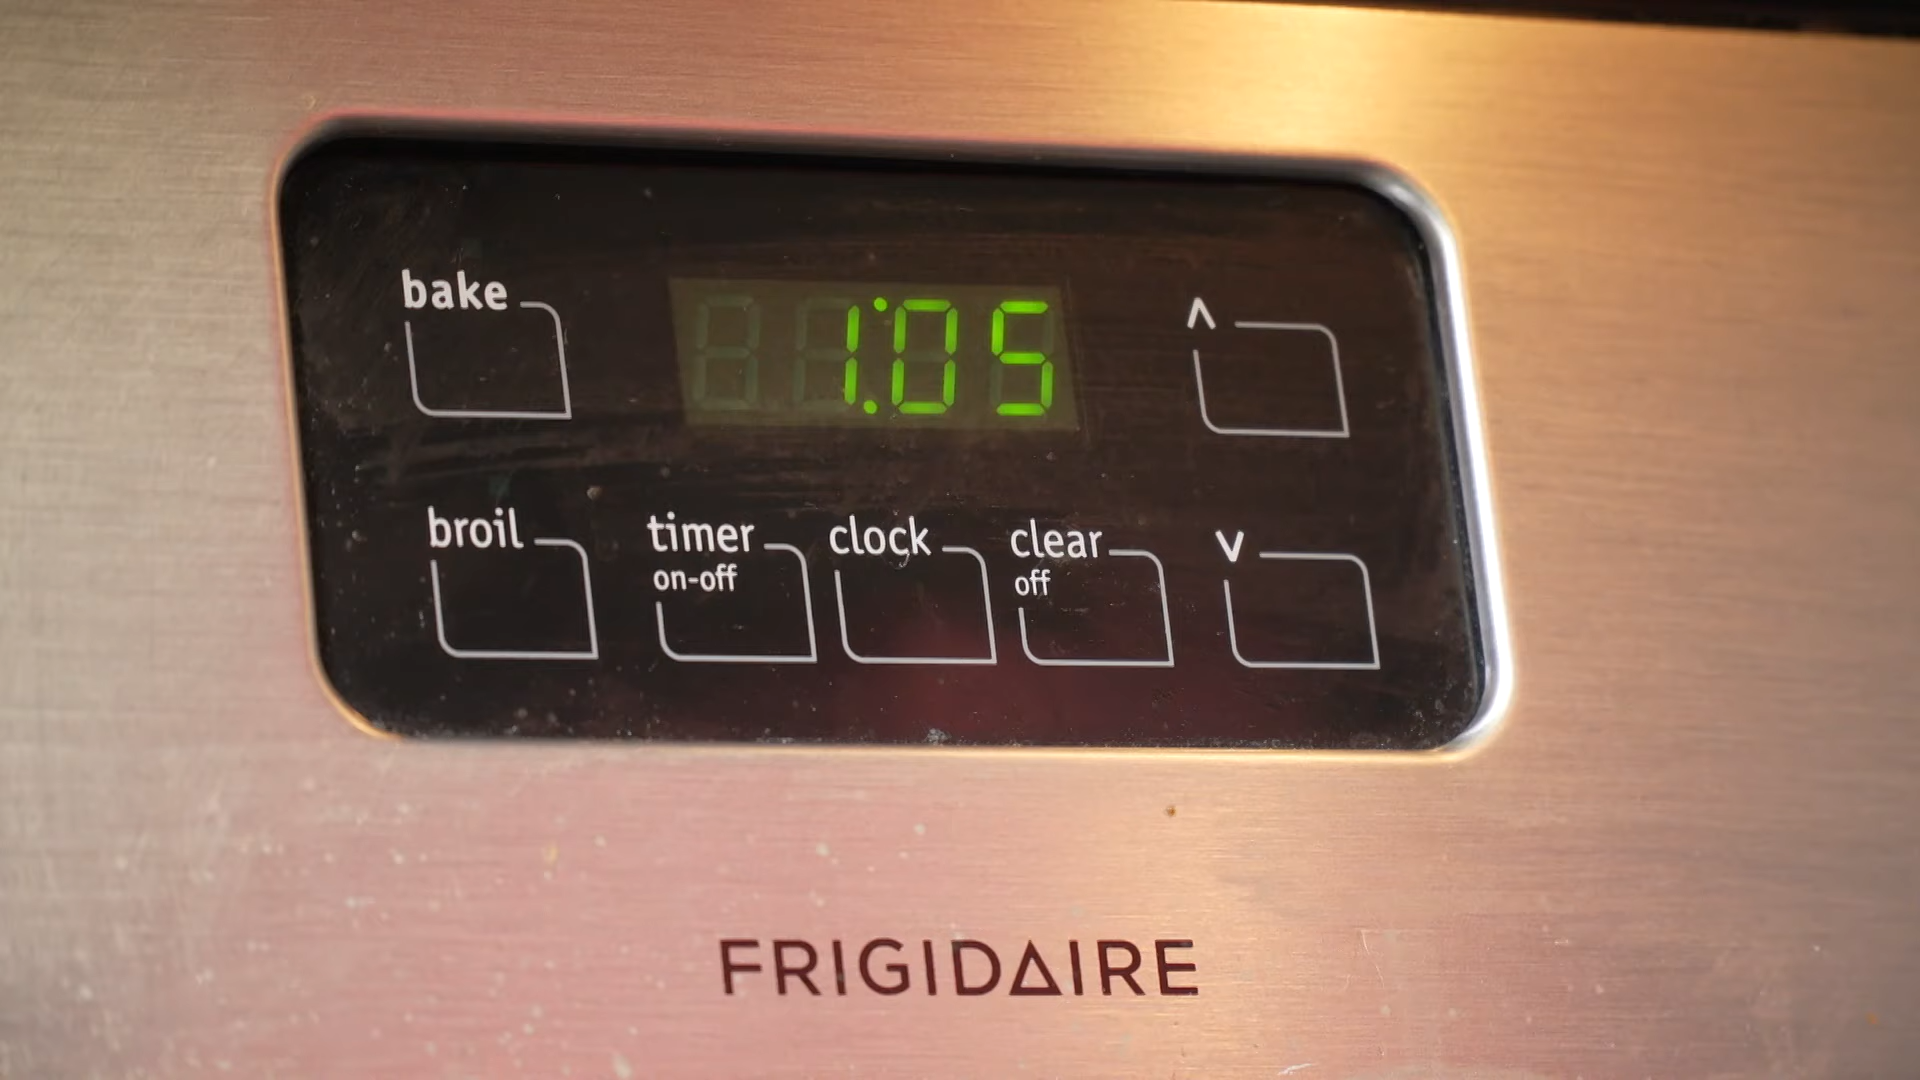 bake
1:05
^
broil
timer
on-off
clock
clear
off
v
FRIGIDAIRE